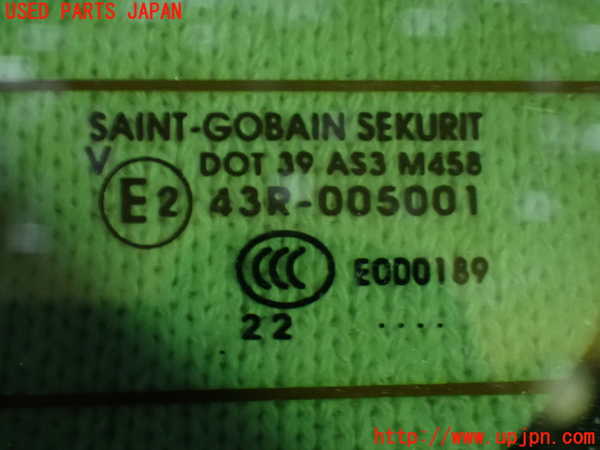 USED PARTS JAPAN
SAINT-GOBAIN SEKURIT
V DOT 39 AS3 M458
E2 43R-005001
CCC E000189
22 ....
http://www.upjpn.com/